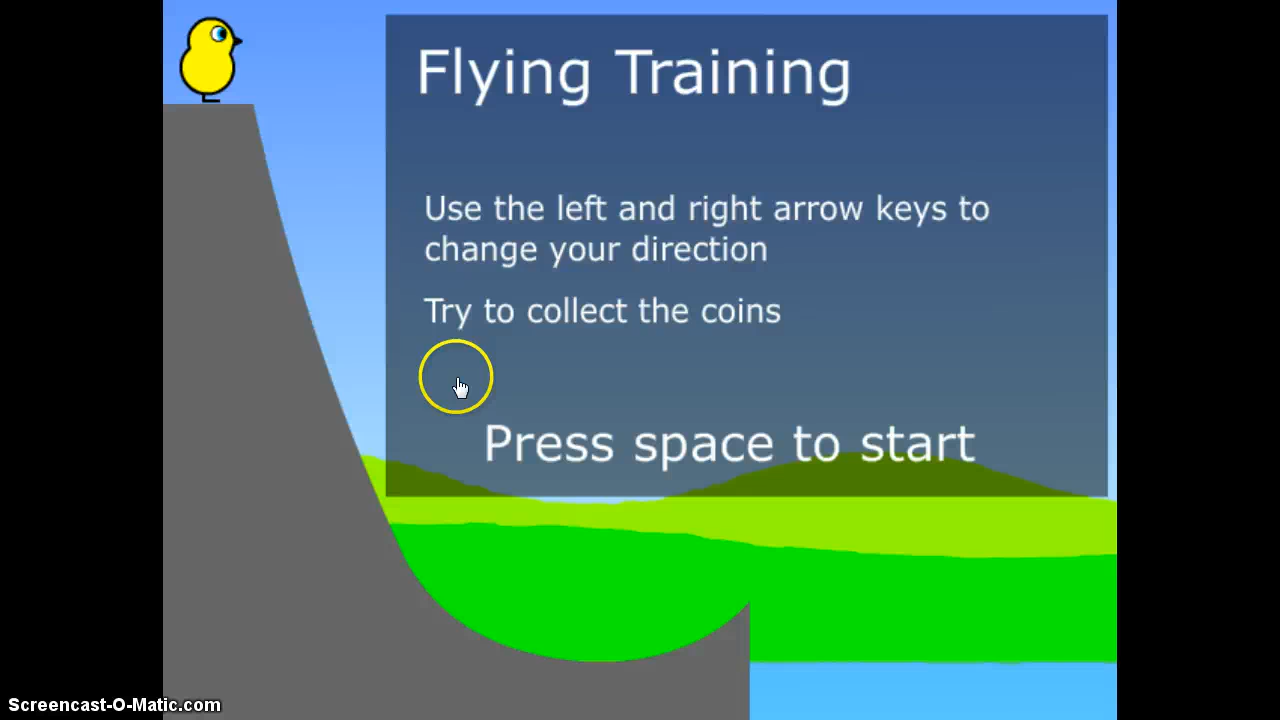 Flying Training
Use the left and right arrow keys to
change your direction
Try to collect the coins
Press space to start
Screencast-O-Matic.com